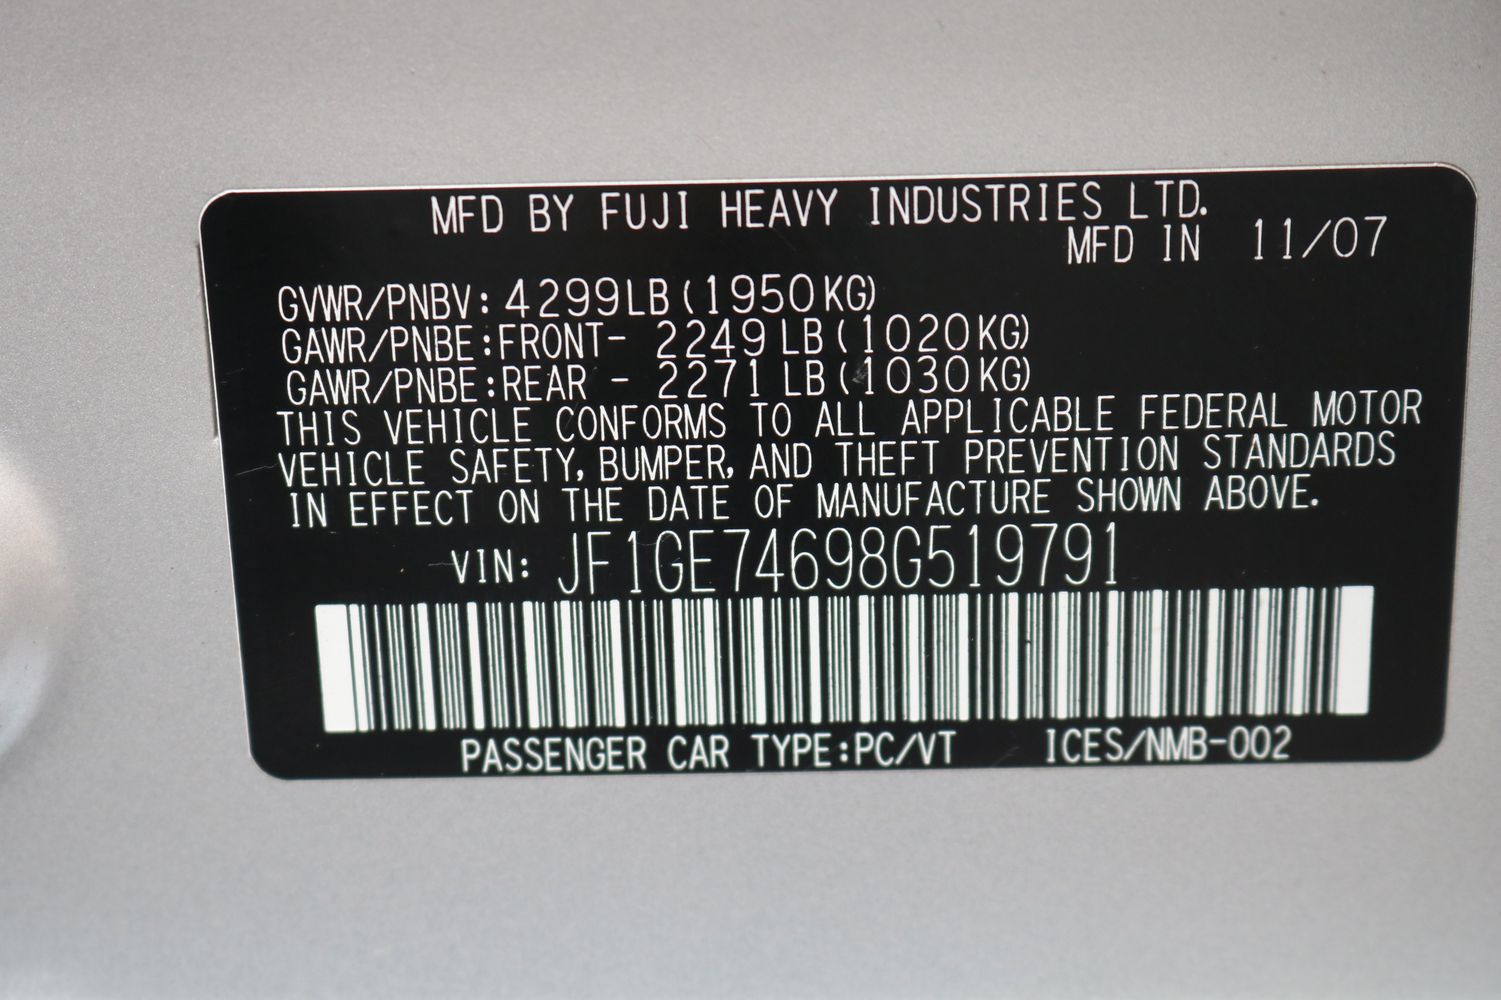 MFD BY FUJI HEAVY INDUSTRIES LTD.
MFD IN 11/07
GVWR/PNBV: 4299LB(1950KG)
GAWR/PNBE:FRONT- 2249 LB(1020KG)
GAWR/PNBE:REAR - 2271 LB(1030KG)
THIS VEHICLE CONFORMS TO ALL APPLICABLE FEDERAL MOTOR
VEHICLE SAFETY, BUMPER, AND THEFT PREVENTION STANDARDS
IN EFFECT ON THE DATE OF MANUFACTURE SHOWN ABOVE.
VIN: JF1GE74698G519791
PASSENGER CAR TYPE:PC/VT ICES/NMB-002